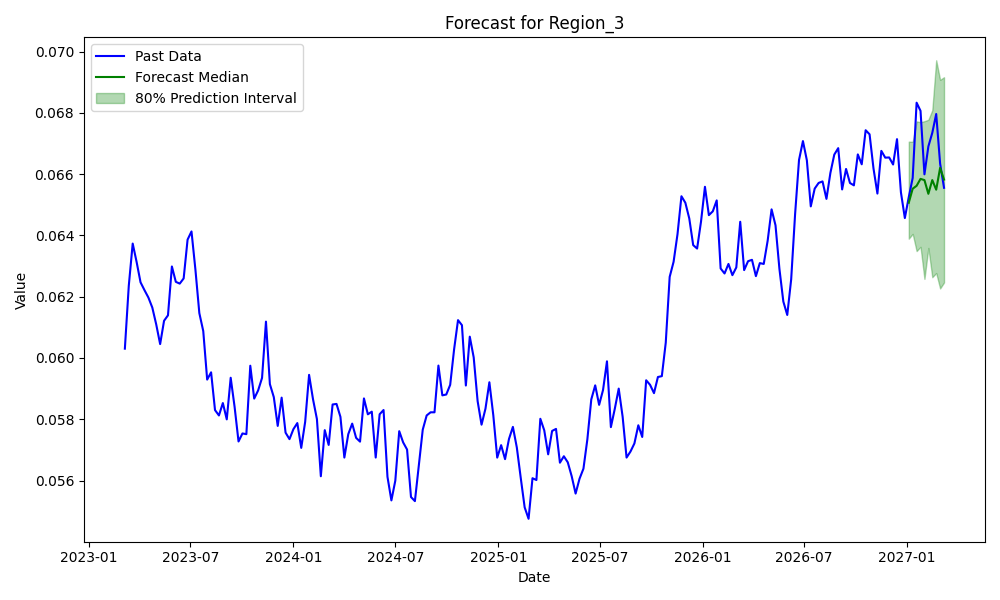 Forecast for Region_3
Past Data
Forecast Median
80% Prediction Interval
Value
0.070
0.068
0.066
0.064
0.062
0.060
0.058
0.056
2023-01 2023-07 2024-01 2024-07 2025-01 2025-07 2026-01 2026-07 2027-01
Date